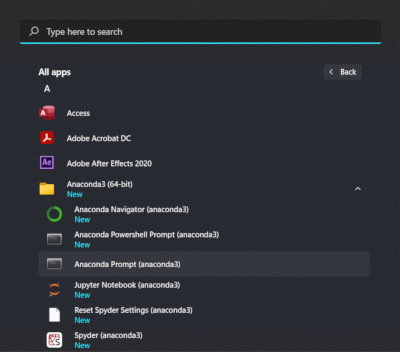 Type here to search
All apps
Back
A
Access
Adobe Acrobat DC
Ae
Adobe After Effects 2020
Anaconda3 (64-bit)
New
Anaconda Navigator (anaconda3)
New
Anaconda Powershell Prompt (anaconda3)
New
Anaconda Prompt (anaconda3)
Jupyter Notebook (anaconda3)
New
Reset Spyder Settings (anaconda3)
New
Spyder (anaconda3)
New